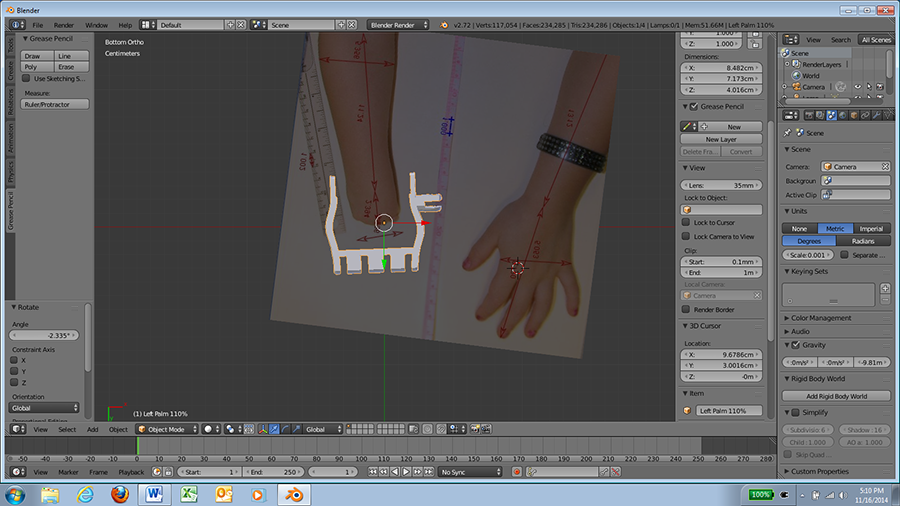 Blender
File Render Window Help Default Scene Blender Render v2.72 | Verts:117,054 | Faces:234,285 | Tris:234,286 | Objects:1/4 | Lamps:0/1 | Mem:51.66M | Left Palm 110%
Tools
Create
Relations
Animation
Physics
Grease Pencil
Grease Pencil
Draw Line
Poly Erase
Use Sketching S...
Measure:
Ruler/Protractor
Rotate
Angle
-2.335°
Constraint Axis
X
Y
Z
Orientation
Global
Bottom Ortho
Centimeters
(1) Left Palm 110%
Y: 1.000
Z: 1.000
Dimensions:
X: 8.482cm
Y: 7.173cm
Z: 4.016cm
Grease Pencil
New
New Layer
Delete Fra... Convert
View
Lens: 35mm
Lock to Object:
Lock to Cursor
Lock Camera to View
Clip:
Start: 0.1mm
End: 1m
Local Camera:
Camera
Render Border
3D Cursor
Location:
X: 9.6786cm
Y: 3.0016cm
Z: -0m
Item
Left Palm 110%
View Search All Scenes
Scene
RenderLayers
World
Camera
Scene
Scene
Camera: Camera
Backgroun
Active Clip
Units
None Metric Imperial
Degrees Radians
Scale:0.001 Separate ...
Keying Sets
Color Management
Audio
Gravity
:0m/s² :0m/s² -9.81m
Rigid Body World
Add Rigid Body World
Simplify
Subdivisio: 6 Shadow :16
Child :1.000 AO a: 1.000
Skip Quad ...
Custom Properties
View Select Add Object Object Mode Global
-50 -40 -30 -20 -10 0 10 20 30 40 50 60 70 80 90 100 110 120 130 140 150 160 170 180 190 200 210 220 230 240 250 260 270 280
View Marker Frame Playback Start: 1 End: 250 1 No Sync
100% 5:10 PM
11/16/2014